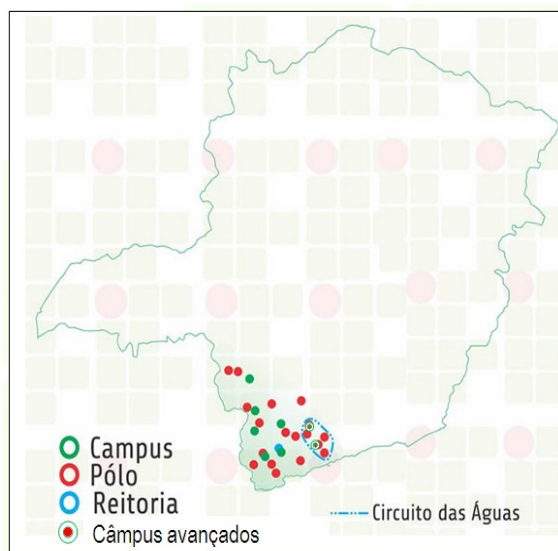 Campus
Pólo
Reitoria
Câmpus avançados
Circuito das Águas